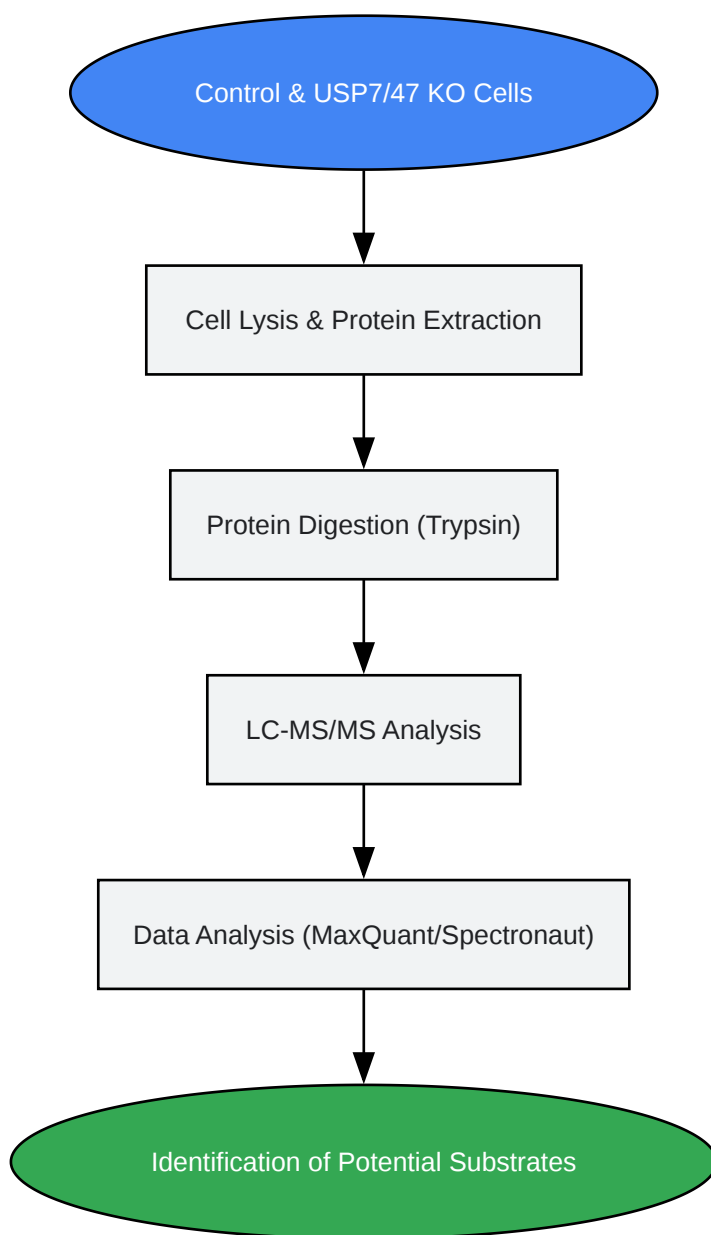 Control & USP7/47 KO Cells
Cell Lysis & Protein Extraction
Protein Digestion (Trypsin)
LC-MS/MS Analysis
Data Analysis (MaxQuant/Spectronaut)
Identification of Potential Substrates